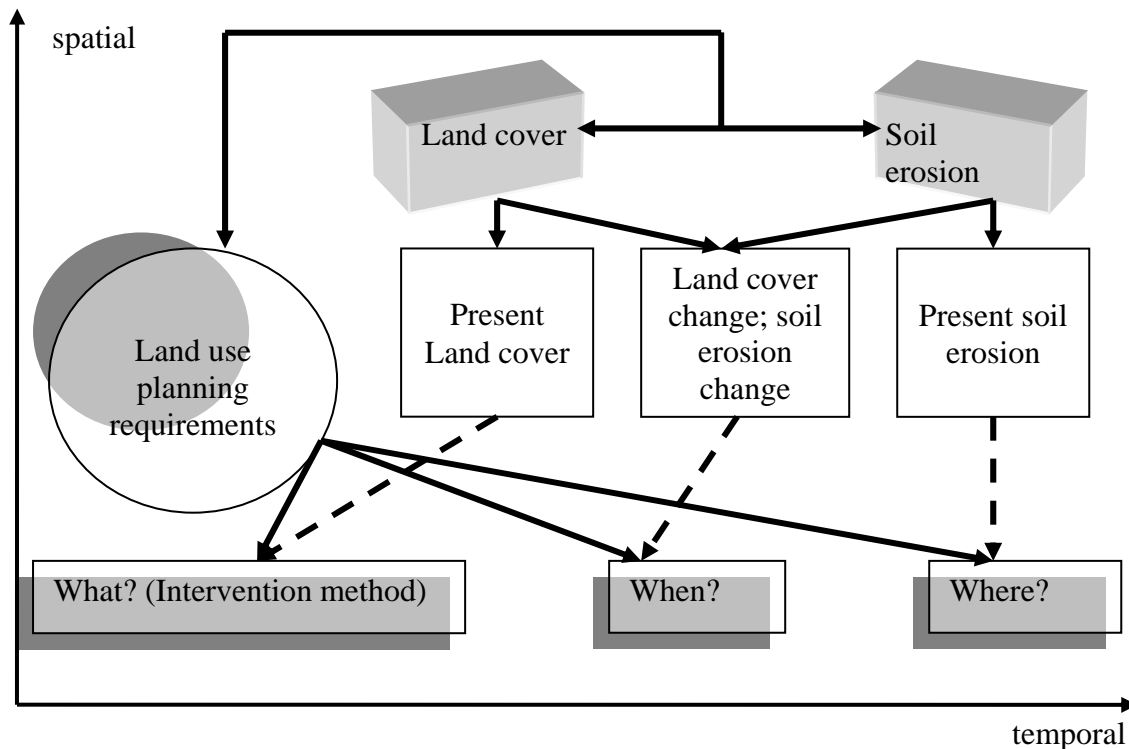 spatial
Land cover
Soil
erosion
Land use
planning
requirements
Present
Land cover
Land cover
change; soil
erosion
change
Present soil
erosion
What? (Intervention method)
When?
Where?
temporal